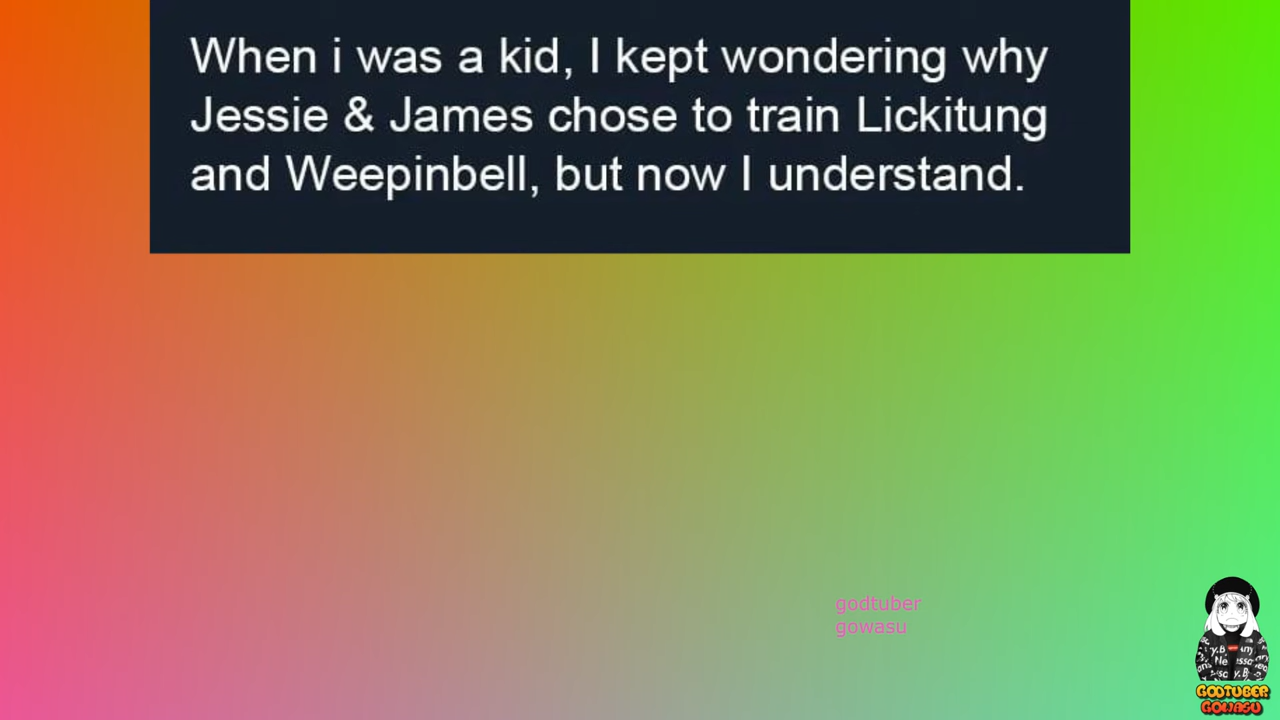 When i was a kid, I kept wondering why
Jessie & James chose to train Lickitung
and Weepinbell, but now I understand.
godtuber
gowasu
GODTUBER
GOWASU